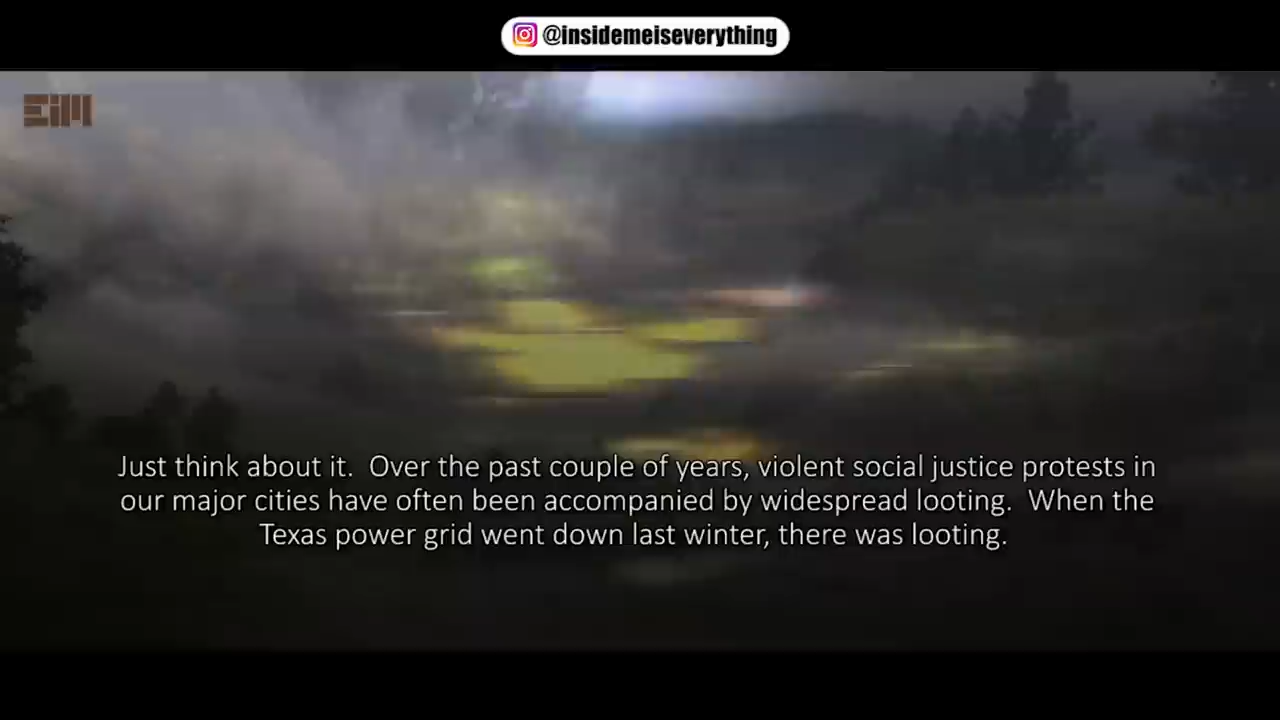 @insidemeiseverything
EiM
Just think about it.  Over the past couple of years, violent social justice protests in
our major cities have often been accompanied by widespread looting.  When the
Texas power grid went down last winter, there was looting.